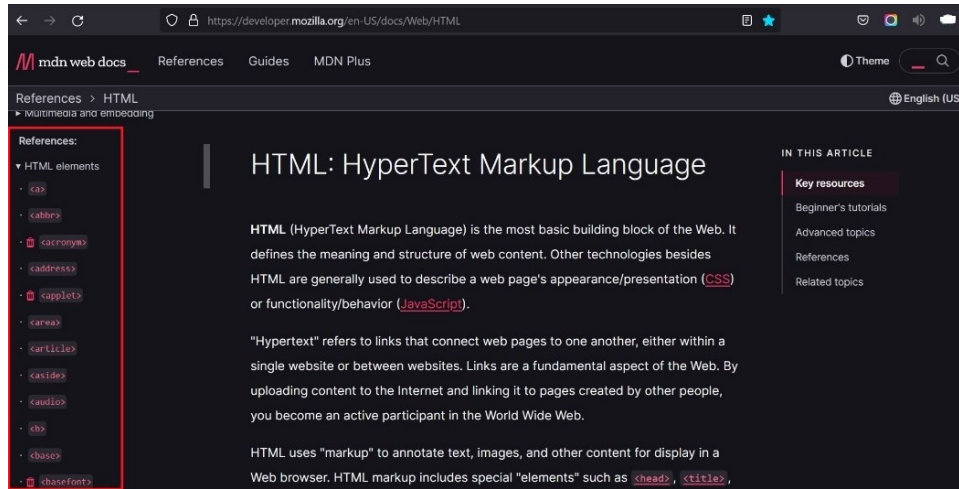 https://developer.mozilla.org/en-US/docs/Web/HTML
mdn web docs_ References Guides MDN Plus Theme
References > HTML English (US
Multimedia and embedding
References:
HTML elements
<a>
<abbr>
<acronym>
<address>
<applet>
<area>
<article>
<aside>
<audio>
<b>
<base>
<basefont>
HTML: HyperText Markup Language
HTML (HyperText Markup Language) is the most basic building block of the Web. It
defines the meaning and structure of web content. Other technologies besides
HTML are generally used to describe a web page's appearance/presentation (CSS)
or functionality/behavior (JavaScript).
"Hypertext" refers to links that connect web pages to one another, either within a
single website or between websites. Links are a fundamental aspect of the Web. By
uploading content to the Internet and linking it to pages created by other people,
you become an active participant in the World Wide Web.
HTML uses "markup" to annotate text, images, and other content for display in a
Web browser. HTML markup includes special "elements" such as <head>, <title>,
IN THIS ARTICLE
Key resources
Beginner's tutorials
Advanced topics
References
Related topics